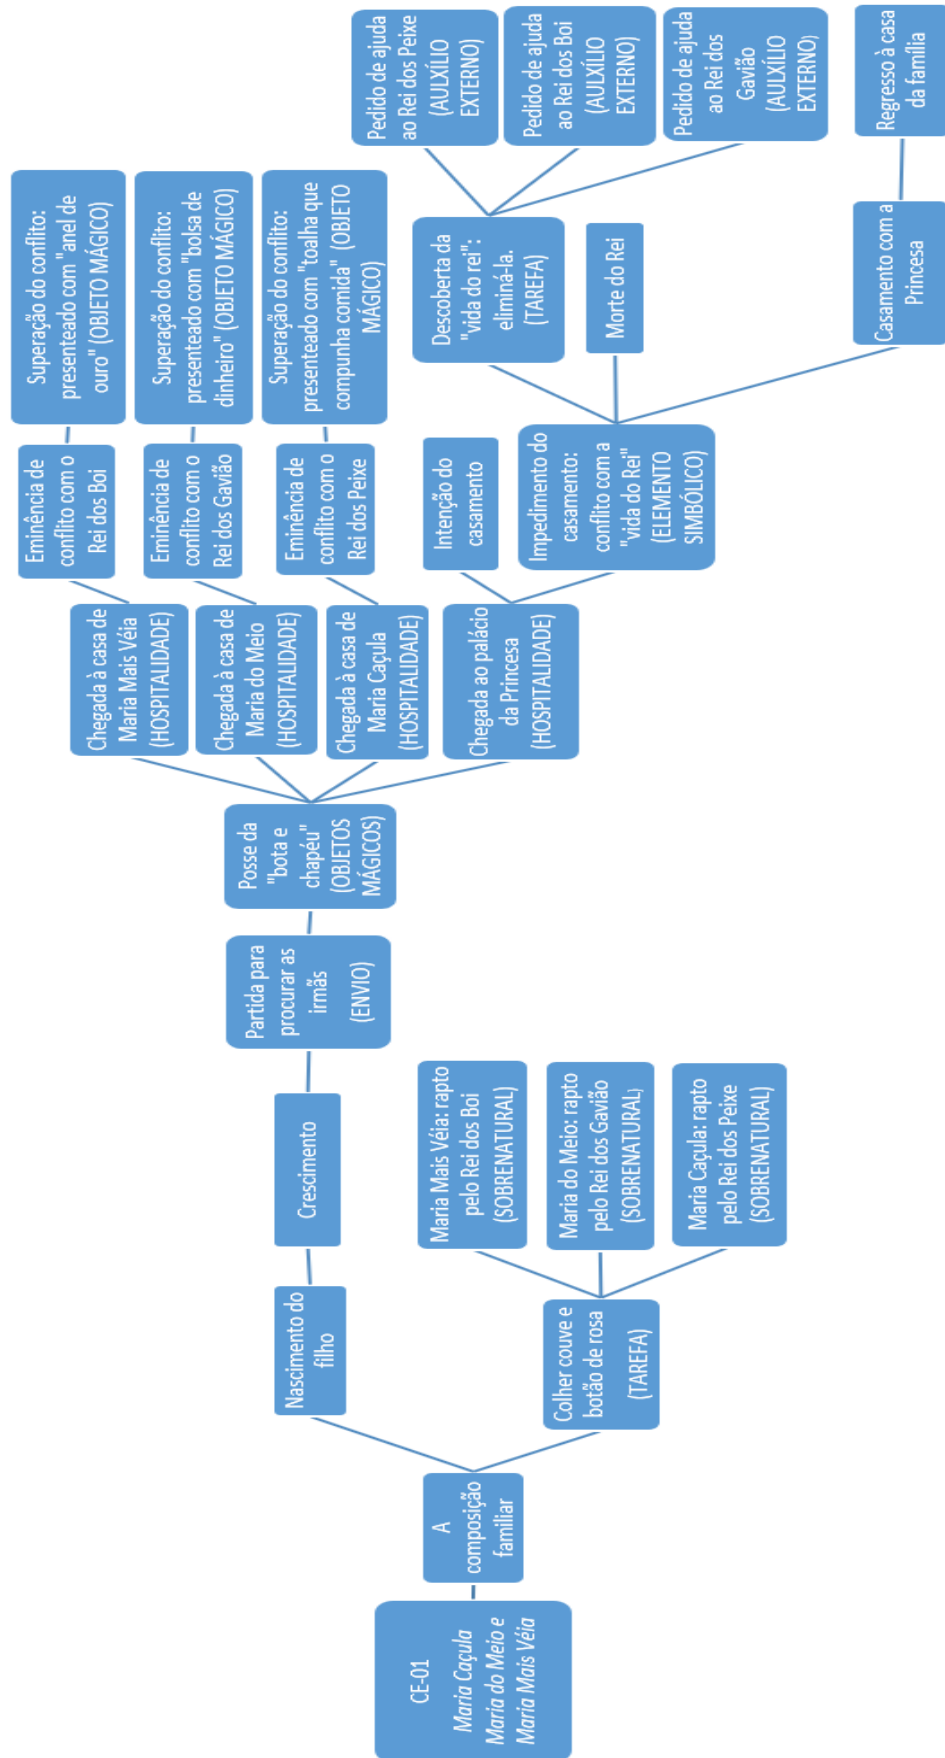 CE-01
Maria Caçula
Maria do Meio e
Maria Mais Véia
A
composição
familiar
Nascimento do
filho
Crescimento
Partida para
procurar as
irmãs
(ENVIO)
Posse da
"bota e
chapéu"
(OBJETOS
MÁGICOS)
Chegada à casa de
Maria Mais Véia
(HOSPITALIDADE)
Eminência de
conflito com o
Rei dos Boi
Superação do conflito:
presenteado com "anel de
ouro" (OBJETO MÁGICO)
Chegada à casa de
Maria do Meio
(HOSPITALIDADE)
Eminência de
conflito com o
Rei dos Gavião
Superação do conflito:
presenteado com "bolsa de
dinheiro" (OBJETO MÁGICO)
Chegada à casa de
Maria Caçula
(HOSPITALIDADE)
Eminência de
conflito com o
Rei dos Peixe
Superação do conflito:
presenteado com "toalha que
compunha comida" (OBJETO
MÁGICO)
Chegada ao palácio
da Princesa
(HOSPITALIDADE)
Intenção do
casamento
Impedimento do
casamento:
conflito com a
"vida do Rei"
(ELEMENTO
SIMBÓLICO)
Descoberta da
"vida do rei":
eliminá-la.
(TAREFA)
Pedido de ajuda
ao Rei dos Peixe
(AULXÍLIO
EXTERNO)
Pedido de ajuda
ao Rei dos Boi
(AULXÍLIO
EXTERNO)
Pedido de ajuda
ao Rei dos
Gavião
(AULXÍLIO
EXTERNO)
Morte do Rei
Casamento com a
Princesa
Regresso à casa
da família
Colher couve e
botão de rosa
(TAREFA)
Maria Mais Véia: rapto
pelo Rei dos Boi
(SOBRENATURAL)
Maria do Meio: rapto
pelo Rei dos Gavião
(SOBRENATURAL)
Maria Caçula: rapto
pelo Rei dos Peixe
(SOBRENATURAL)